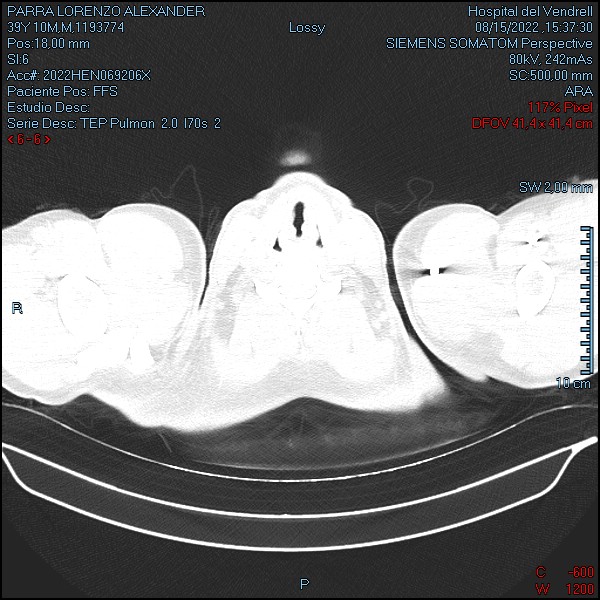 PARRA LORENZO ALEXANDER
39Y 10M,M,1193774
Pos:18,00 mm
SI:6
Acc#: 2022HEN069206X
Paciente Pos: FFS
Estudio Desc:
Serie Desc: TEP Pulmon 2.0 I70s 2
< 6 - 6 >
Lossy
Hospital del Vendrell
08/15/2022 ,15:37:30
SIEMENS SOMATOM Perspective
80kV, 242mAs
SC:500,00 mm
ARA
117% Pixel
DFOV 41,4 x 41,4 cm
SW 2,00 mm
R
10 cm
P
C -600
W 1200